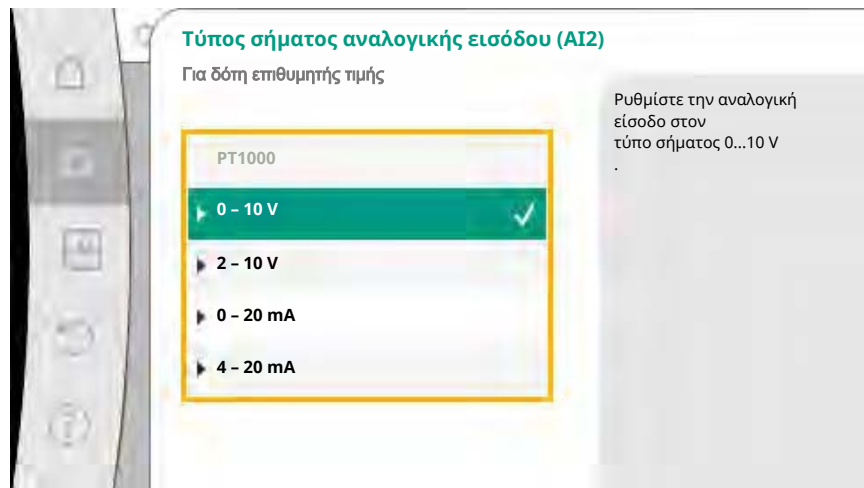 Τύπος σήματος αναλογικής εισόδου (AI2)
Για δότη επιθυμητής τιμής
PT1000
0 – 10 V
2 – 10 V
0 – 20 mA
4 – 20 mA
Ρυθμίστε την αναλογική
είσοδο στον
τύπο σήματος 0...10 V
.